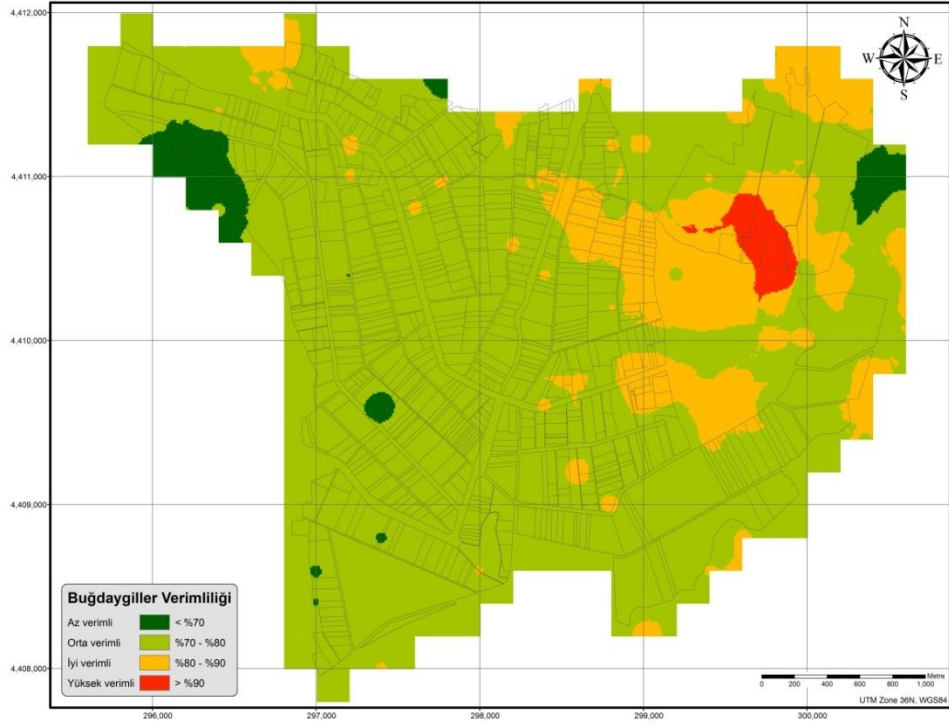 4,412,000
N
W E
S
4,411,000
4,410,000
4,409,000
Buğdaygiller Verimliliği
Az verimli < %70
Orta verimli %70 - %80
İyi verimli %80 - %90
Yüksek verimli > %90
4,408,000
Metre
0 200 400 600 800 1,000
UTM Zone 36N, WGS84
296,000 297,000 298,000 299,000 300,000